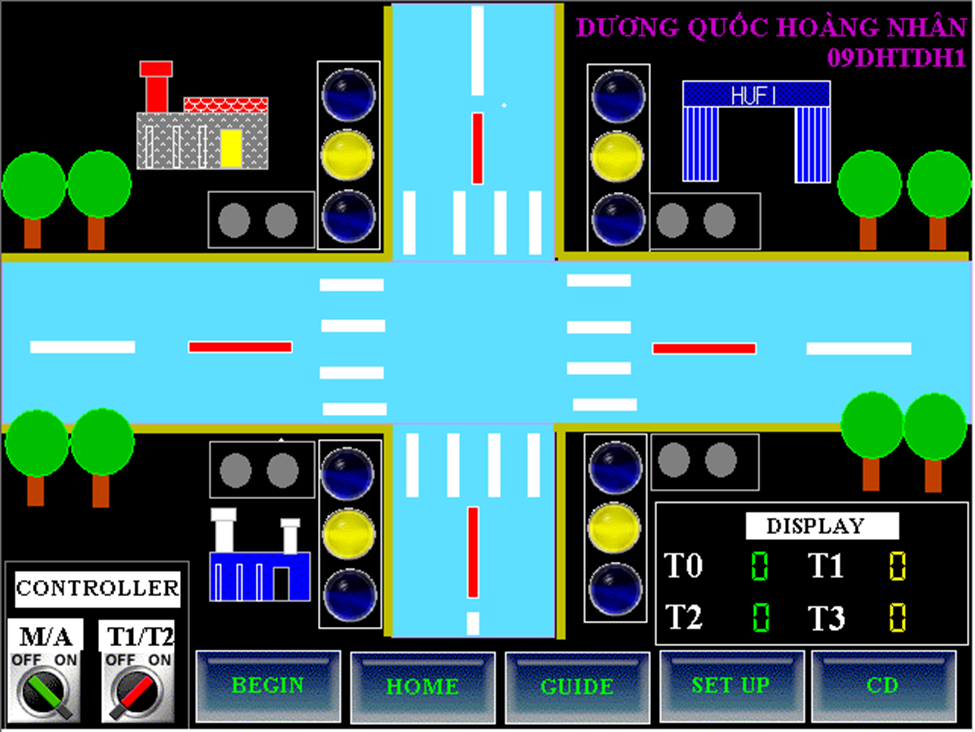 DƯƠNG QUỐC HOÀNG NHÂN
09DHTDH1
HUFI
DISPLAY
T0 0 T1 0
T2 0 T3 0
CONTROLLER
M/A T1/T2
OFF ON OFF ON
BEGIN HOME GUIDE SET UP CD